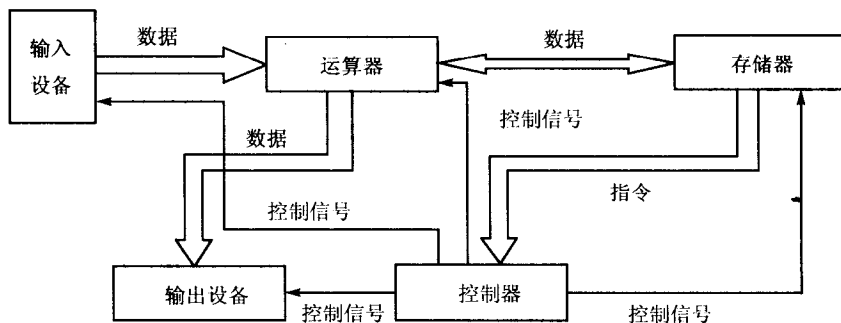 输入
设备
数据
运算器
数据
存储器
控制信号
数据
指令
控制信号
输出设备
控制信号
控制器
控制信号